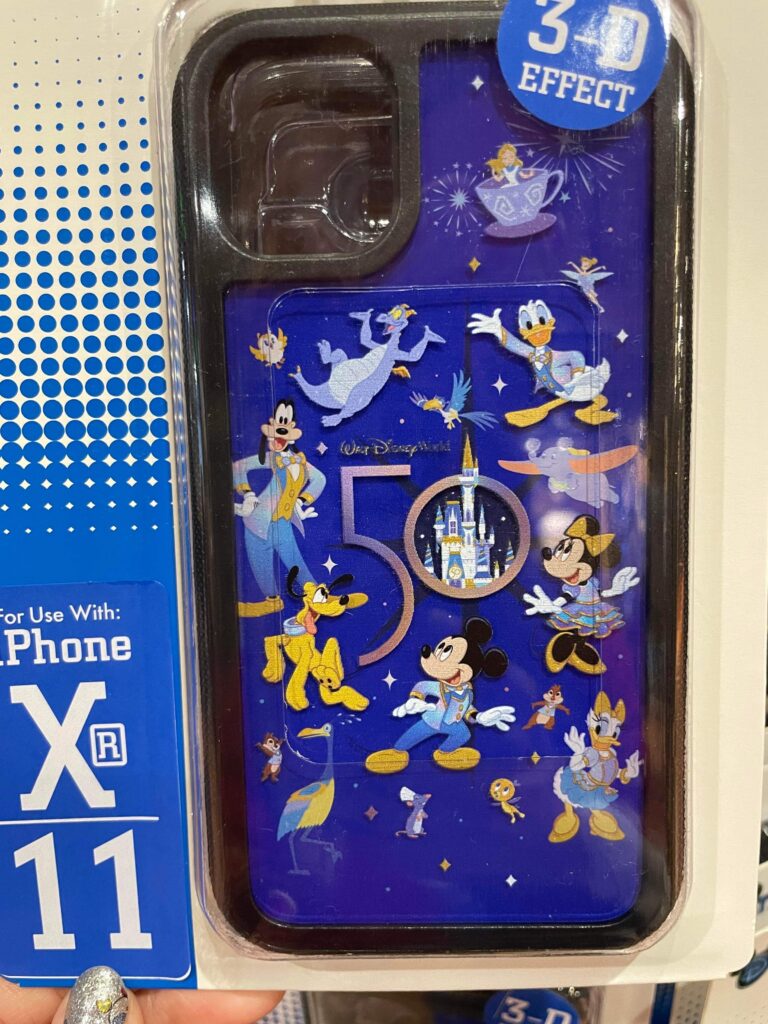 3-D
EFFECT
WALT DISNEY WORLD
50
For Use With:
iPhone
XR
11
3-D